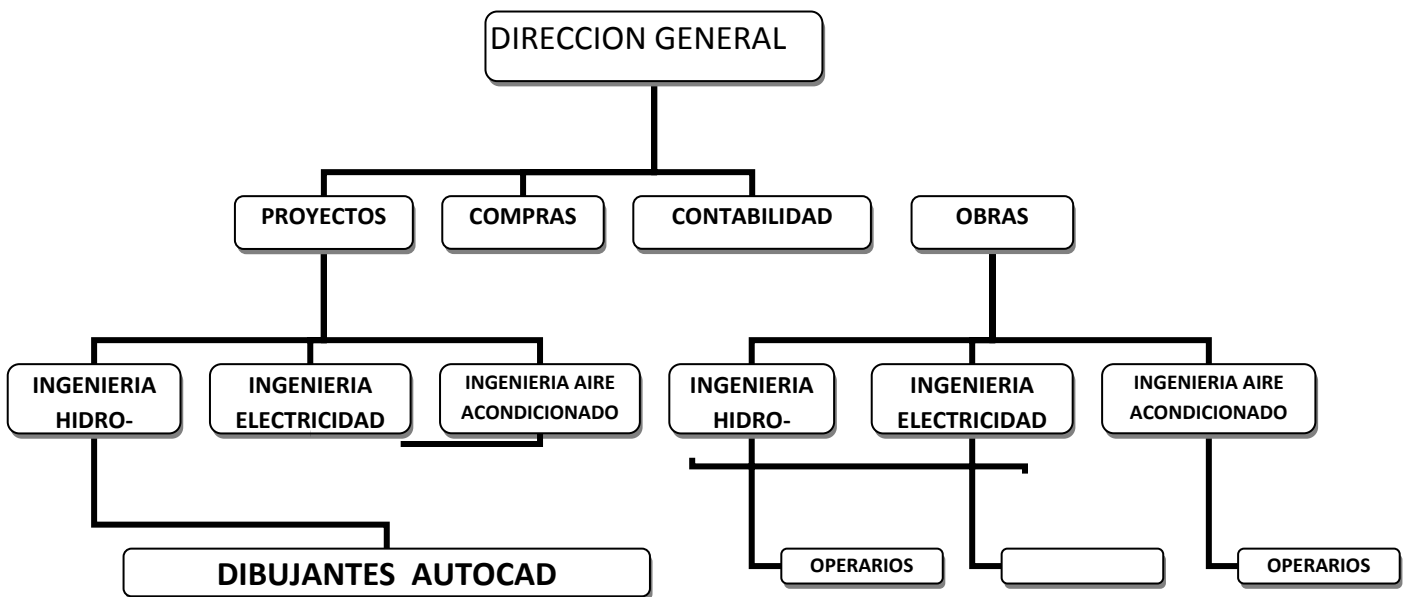 DIRECCION GENERAL
PROYECTOS
COMPRAS
CONTABILIDAD
OBRAS
INGENIERIA
HIDRO-
INGENIERIA
ELECTRICIDAD
INGENIERIA AIRE
ACONDICIONADO
INGENIERIA
HIDRO-
INGENIERIA
ELECTRICIDAD
INGENIERIA AIRE
ACONDICIONADO
DIBUJANTES AUTOCAD
OPERARIOS
OPERARIOS